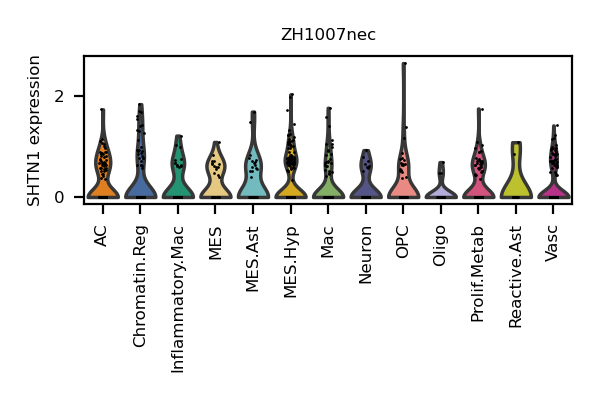 ZH1007nec
SHTN1 expression
2
0
AC
Chromatin.Reg
Inflammatory.Mac
MES
MES.Ast
MES.Hyp
Mac
Neuron
OPC
Oligo
Prolif.Metab
Reactive.Ast
Vasc